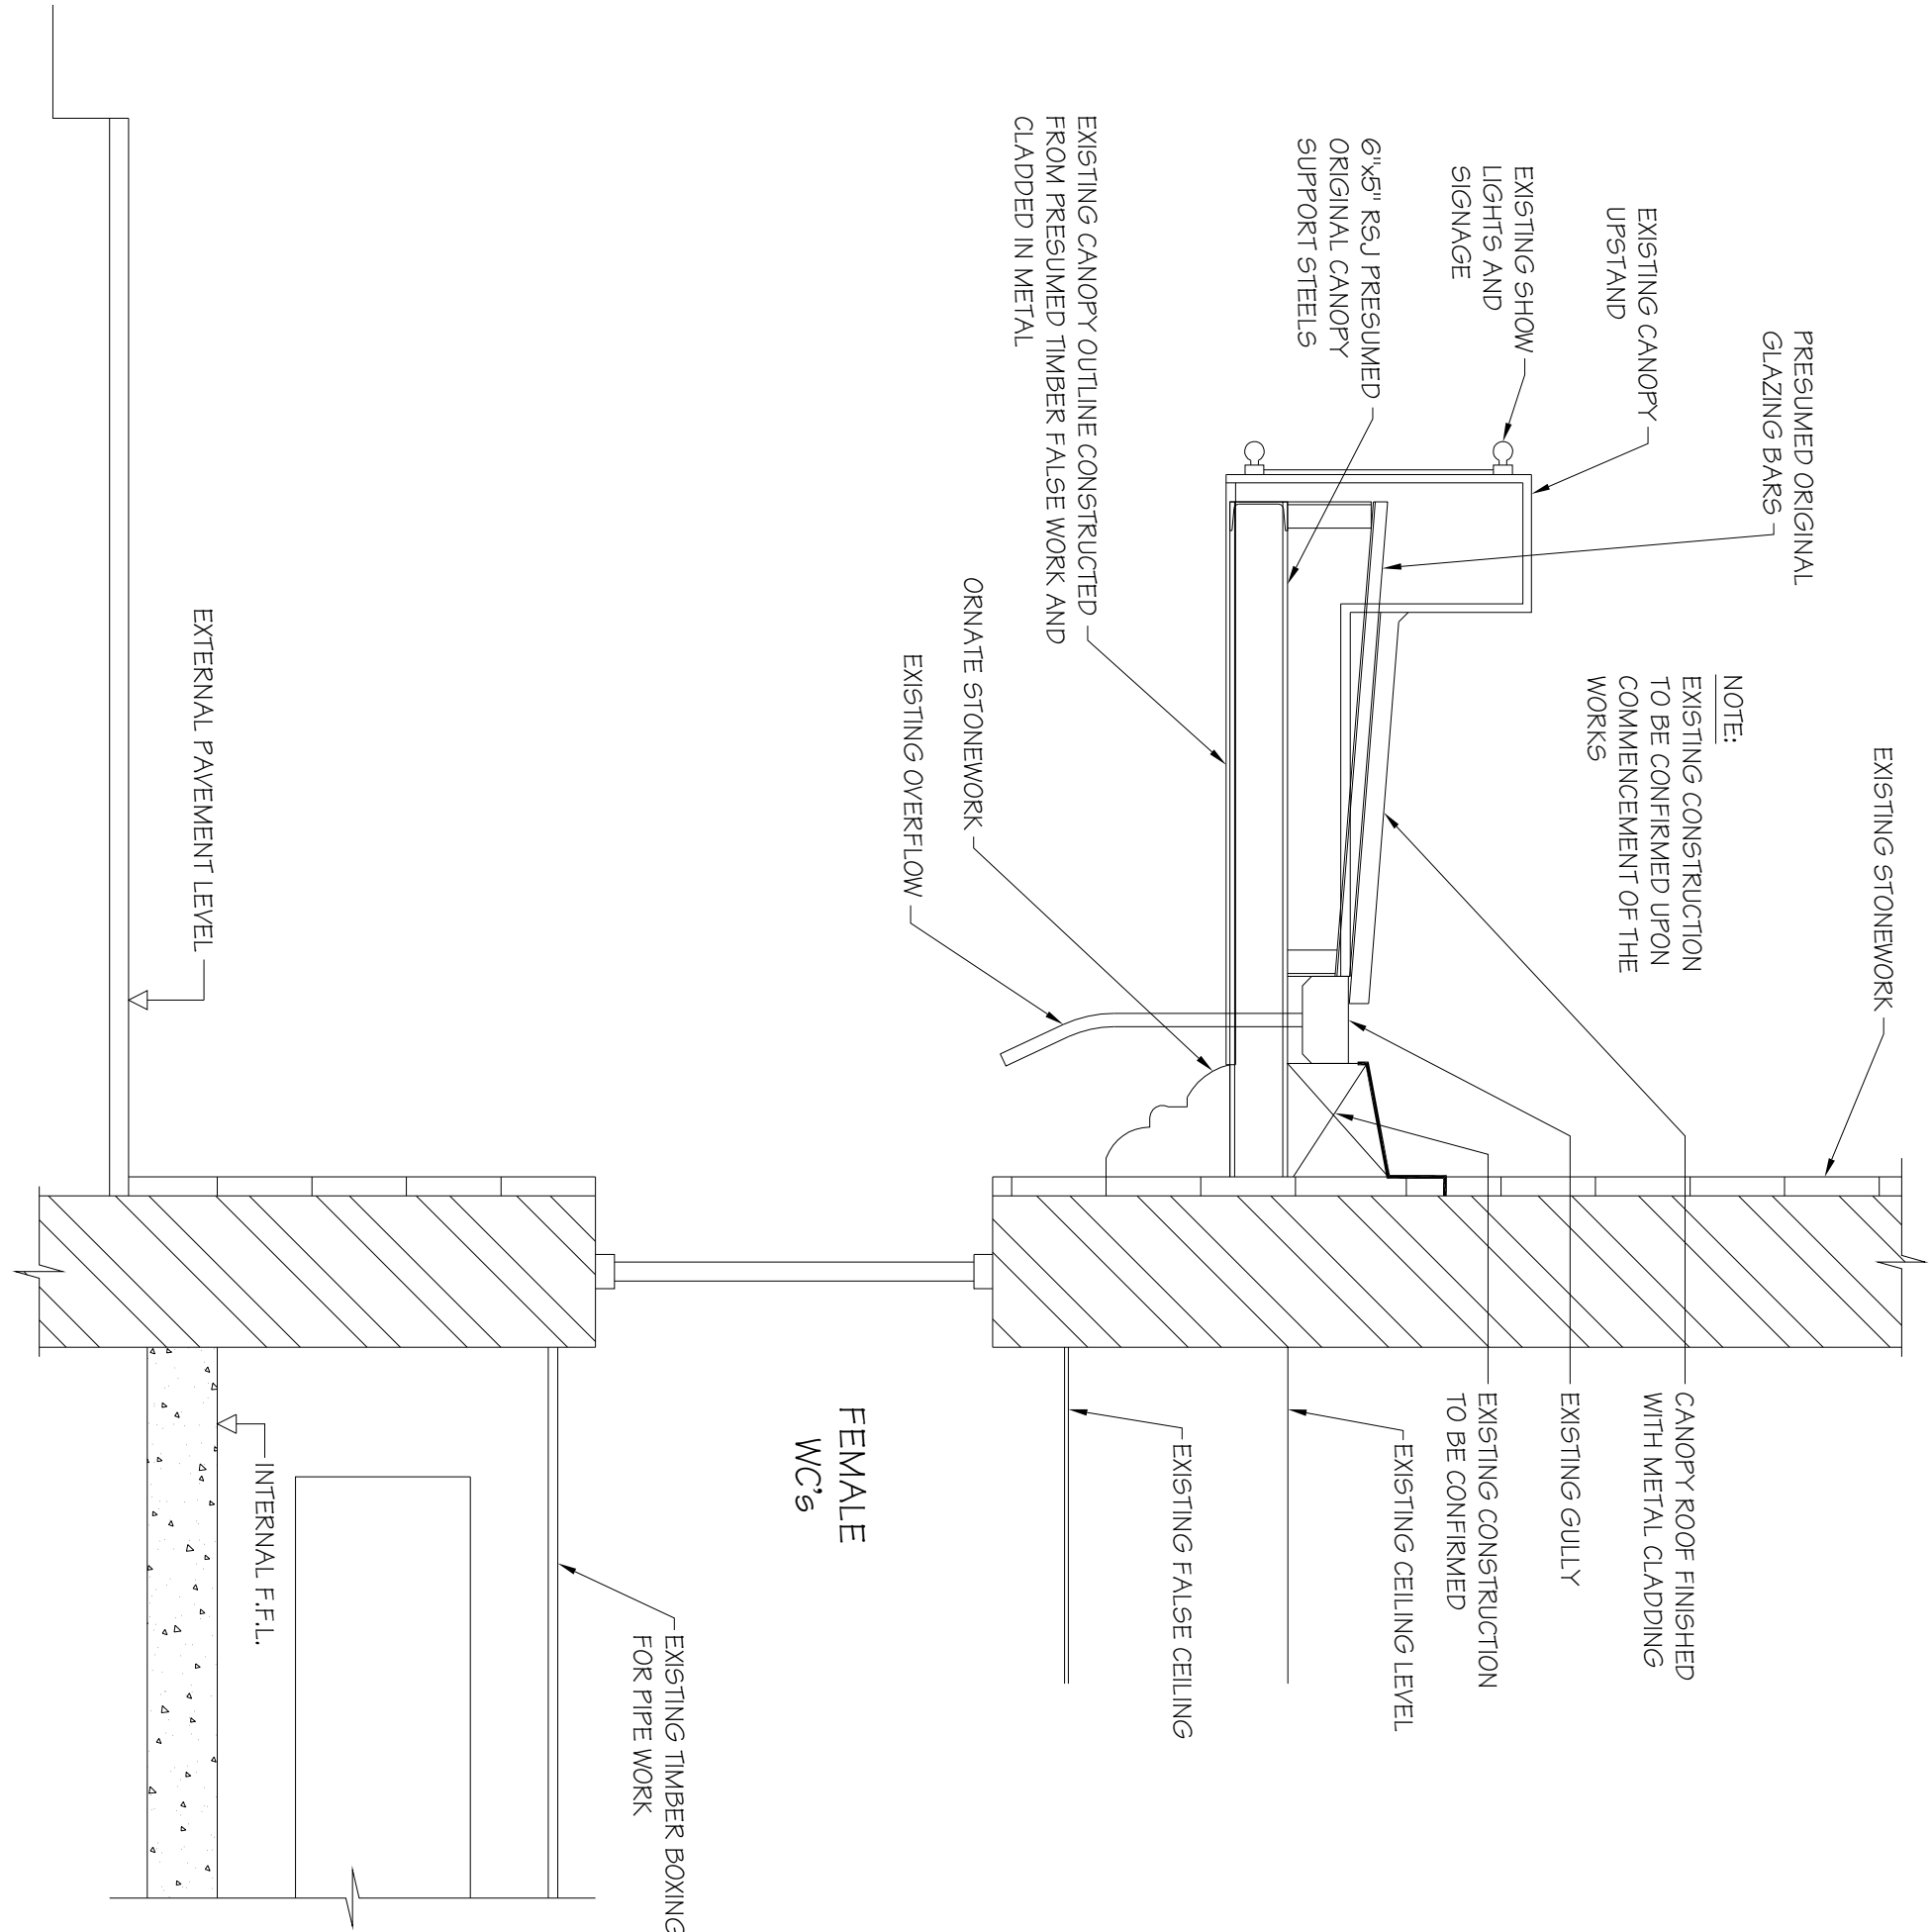 EXISTING STONEWORK
PRESUMED ORIGINAL
GLAZING BARS
NOTE:
EXISTING CONSTRUCTION
TO BE CONFIRMED UPON
COMMENCEMENT OF THE
WORKS
EXISTING CANOPY
UPSTAND
EXISTING SHOW
LIGHTS AND
SIGNAGE
6"x5" RSJ PRESUMED
ORIGINAL CANOPY
SUPPORT STEELS
EXISTING CANOPY OUTLINE CONSTRUCTED
FROM PRESUMED TIMBER FALSE WORK AND
CLADDED IN METAL
ORNATE STONEWORK
EXISTING OVERFLOW
CANOPY ROOF FINISHED
WITH METAL CLADDING
EXISTING GULLY
EXISTING CONSTRUCTION
TO BE CONFIRMED
EXISTING CEILING LEVEL
EXISTING FALSE CEILING
FEMALE
WC's
EXISTING TIMBER BOXING
FOR PIPE WORK
INTERNAL F.F.L.
EXTERNAL PAVEMENT LEVEL